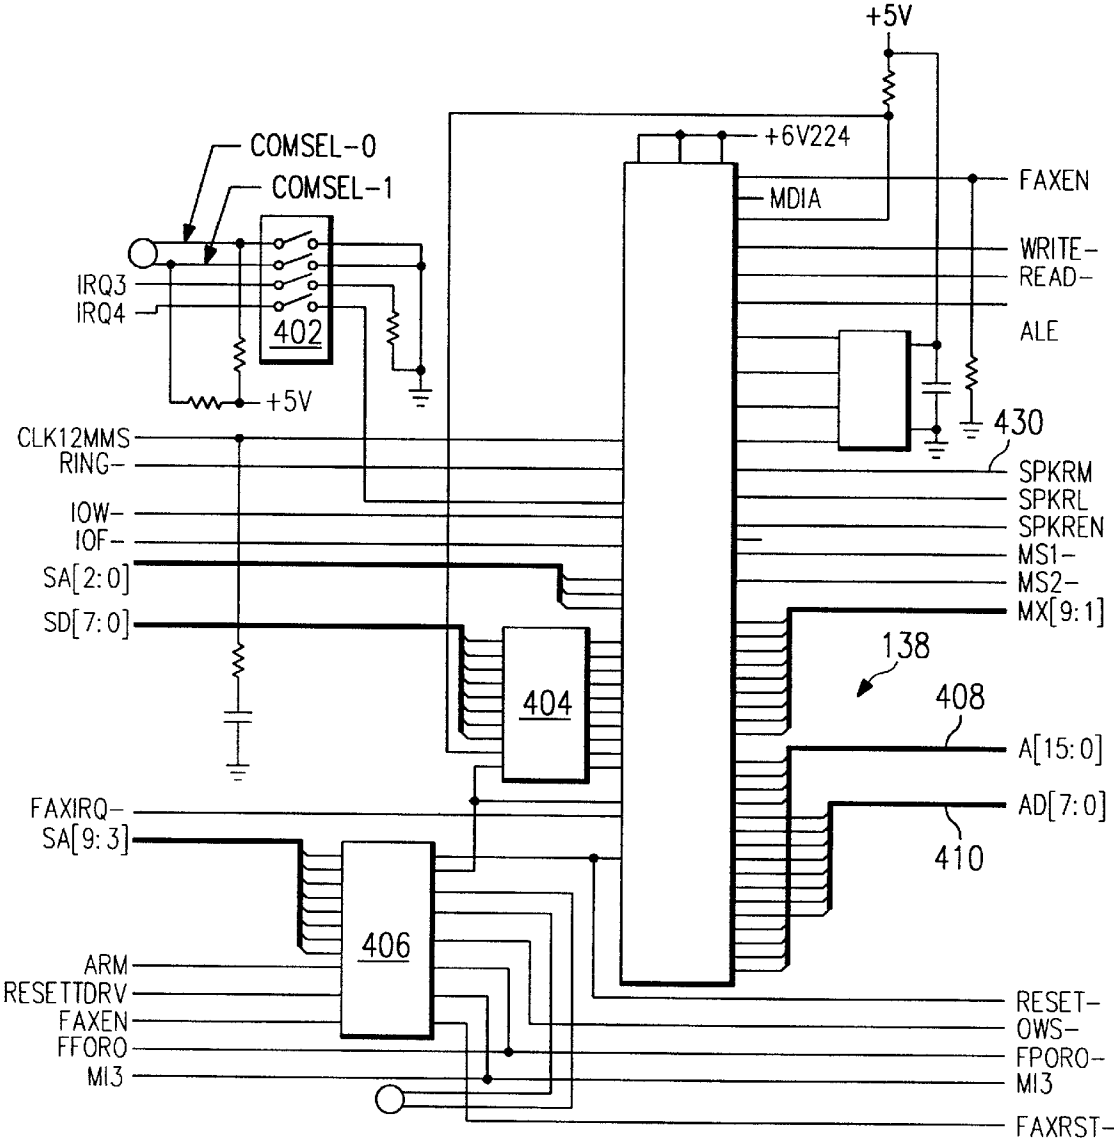 +5V
+6V224
COMSEL-0
COMSEL-1
FAXEN
MDIA
WRITE-
READ-
IRQ3
IRQ4
402
ALE
+5V
430
CLK12MMS
RING-
SPKRM
SPKRL
IOW-
SPKREN
IOF-
MS1-
SA[2:0]
MS2-
SD[7:0]
MX[9:1]
138
404
408
A[15:0]
FAXIRQ-
AD[7:0]
SA[9:3]
410
406
ARM
RESETTDRV
RESET-
FAXEN
OWS-
FFORO
FPORO-
MI3
MI3
FAXRST-